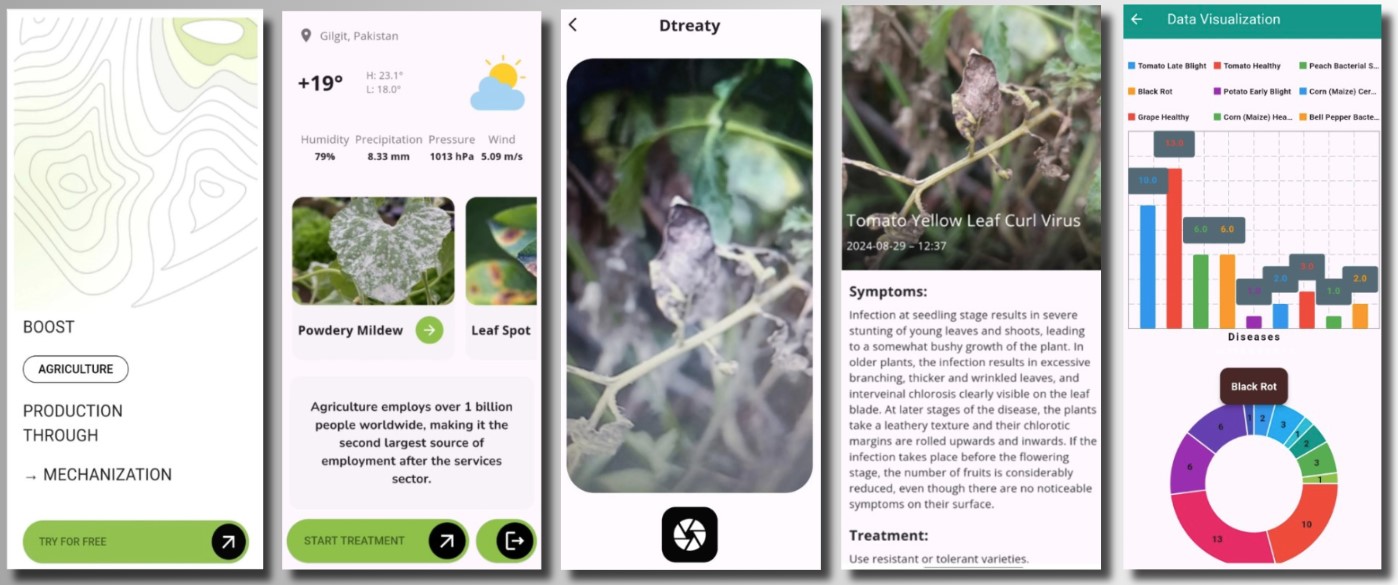 BOOST
AGRICULTURE
PRODUCTION
THROUGH
→ MECHANIZATION
TRY FOR FREE
Gilgit, Pakistan
+19°
H: 23.1°
L: 18.0°
Humidity Precipitation Pressure Wind
79% 8.33 mm 1013 hPa 5.09 m/s
Powdery Mildew
Leaf Spot
Agriculture employs over 1 billion
people worldwide, making it the
second largest source of
employment after the services
sector.
START TREATMENT
Dtreaty
Tomato Yellow Leaf Curl Virus
2024-08-29 – 12:37
Symptoms:
Infection at seedling stage results in severe
stunting of young leaves and shoots, leading
to a somewhat bushy growth of the plant. In
older plants, the infection results in excessive
branching, thicker and wrinkled leaves, and
interveinal chlorosis clearly visible on the leaf
blade. At later stages of the disease, the plants
take a leathery texture and their chlorotic
margins are rolled upwards and inwards. If the
infection takes place before the flowering
stage, the number of fruits is considerably
reduced, even though there are no noticeable
symptoms on their surface.
Treatment:
Use resistant or tolerant varieties.
Data Visualization
Tomato Late Blight Tomato Healthy Peach Bacterial S...
Black Rot Potato Early Blight Corn (Maize) Cer...
Grape Healthy Corn (Maize) Hea... Bell Pepper Bacte...
13.0
10.0
6.0 6.0
3.0
2.0
1.0
2.0
Diseases
Black Rot
1 2 3 1 2 3 1 10 13 6 6